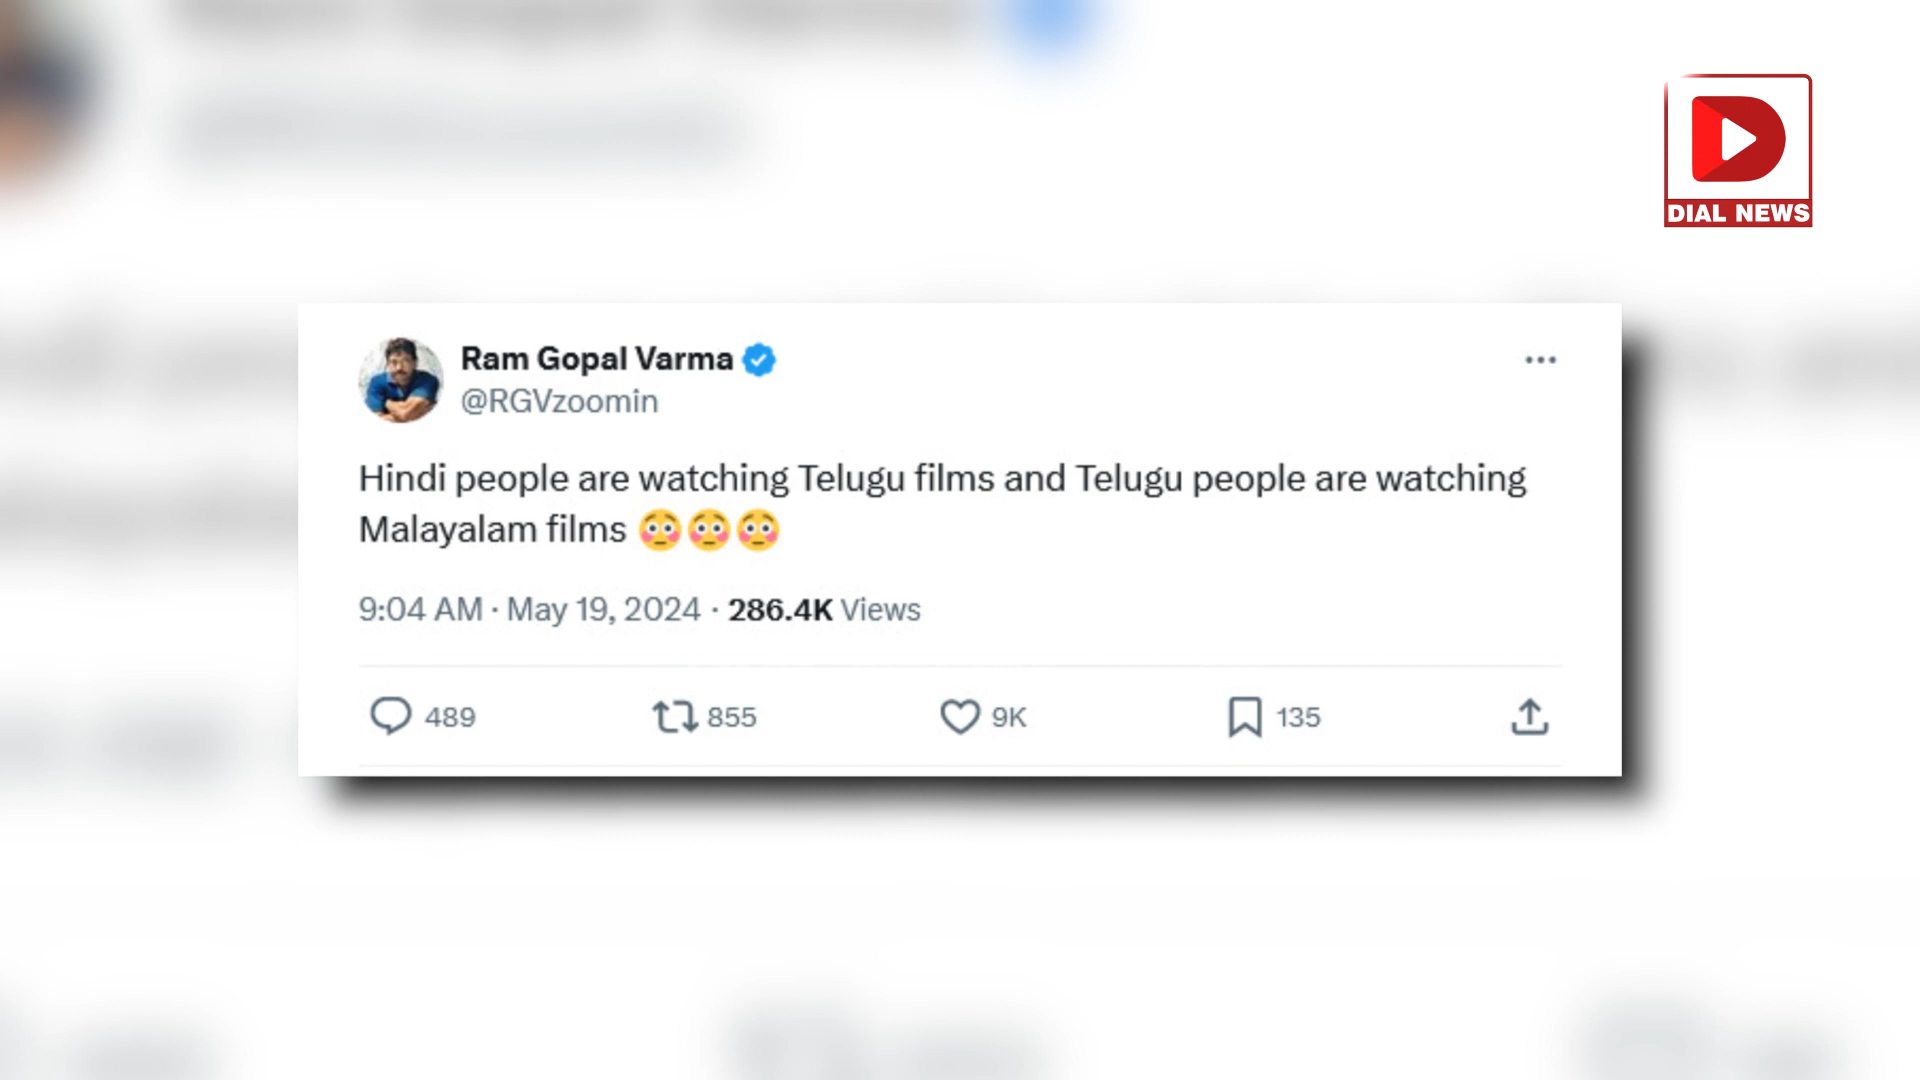 DIAL NEWS
Ram Gopal Varma
@RGVzoomin
Hindi people are watching Telugu films and Telugu people are watching
Malayalam films 😳😳😳
9:04 AM · May 19, 2024 · 286.4K Views
489 855 9K 135